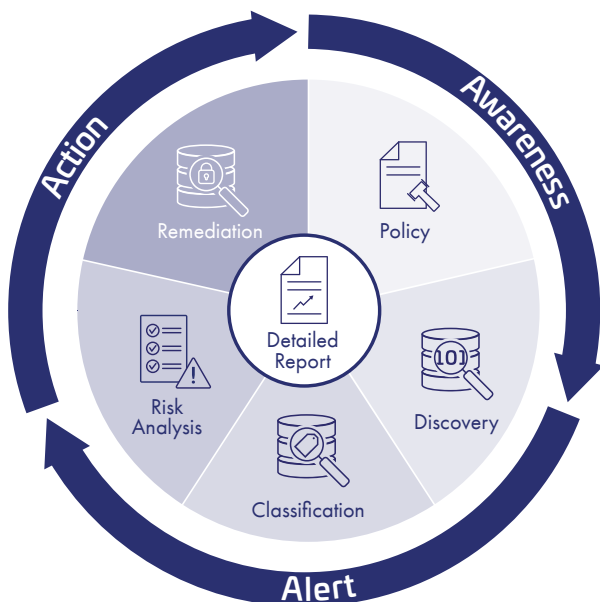 Awareness
Action
Remediation
Policy
Detailed
Report
101
Discovery
Risk
Analysis
Classification
Alert